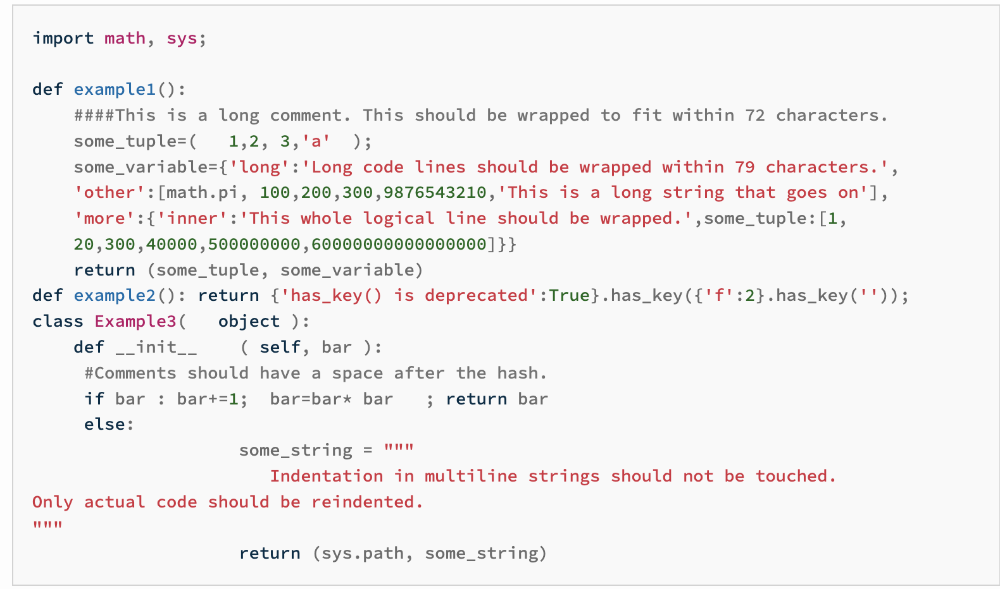 import math, sys;

def example1():
    ####This is a long comment. This should be wrapped to fit within 72 characters.
    some_tuple=(   1,2, 3,'a'  );
    some_variable={'long':'Long code lines should be wrapped within 79 characters.',
    'other':[math.pi, 100,200,300,9876543210,'This is a long string that goes on'],
    'more':{'inner':'This whole logical line should be wrapped.',some_tuple:[1,
    20,300,40000,500000000,60000000000000000]}}
    return (some_tuple, some_variable)
def example2(): return {'has_key() is deprecated':True}.has_key({'f':2}.has_key(''));
class Example3(   object ):
    def __init__    ( self, bar ):
     #Comments should have a space after the hash.
     if bar : bar+=1;  bar=bar* bar   ; return bar
     else:
                    some_string = """
                       Indentation in multiline strings should not be touched.
Only actual code should be reindented.
"""
                    return (sys.path, some_string)